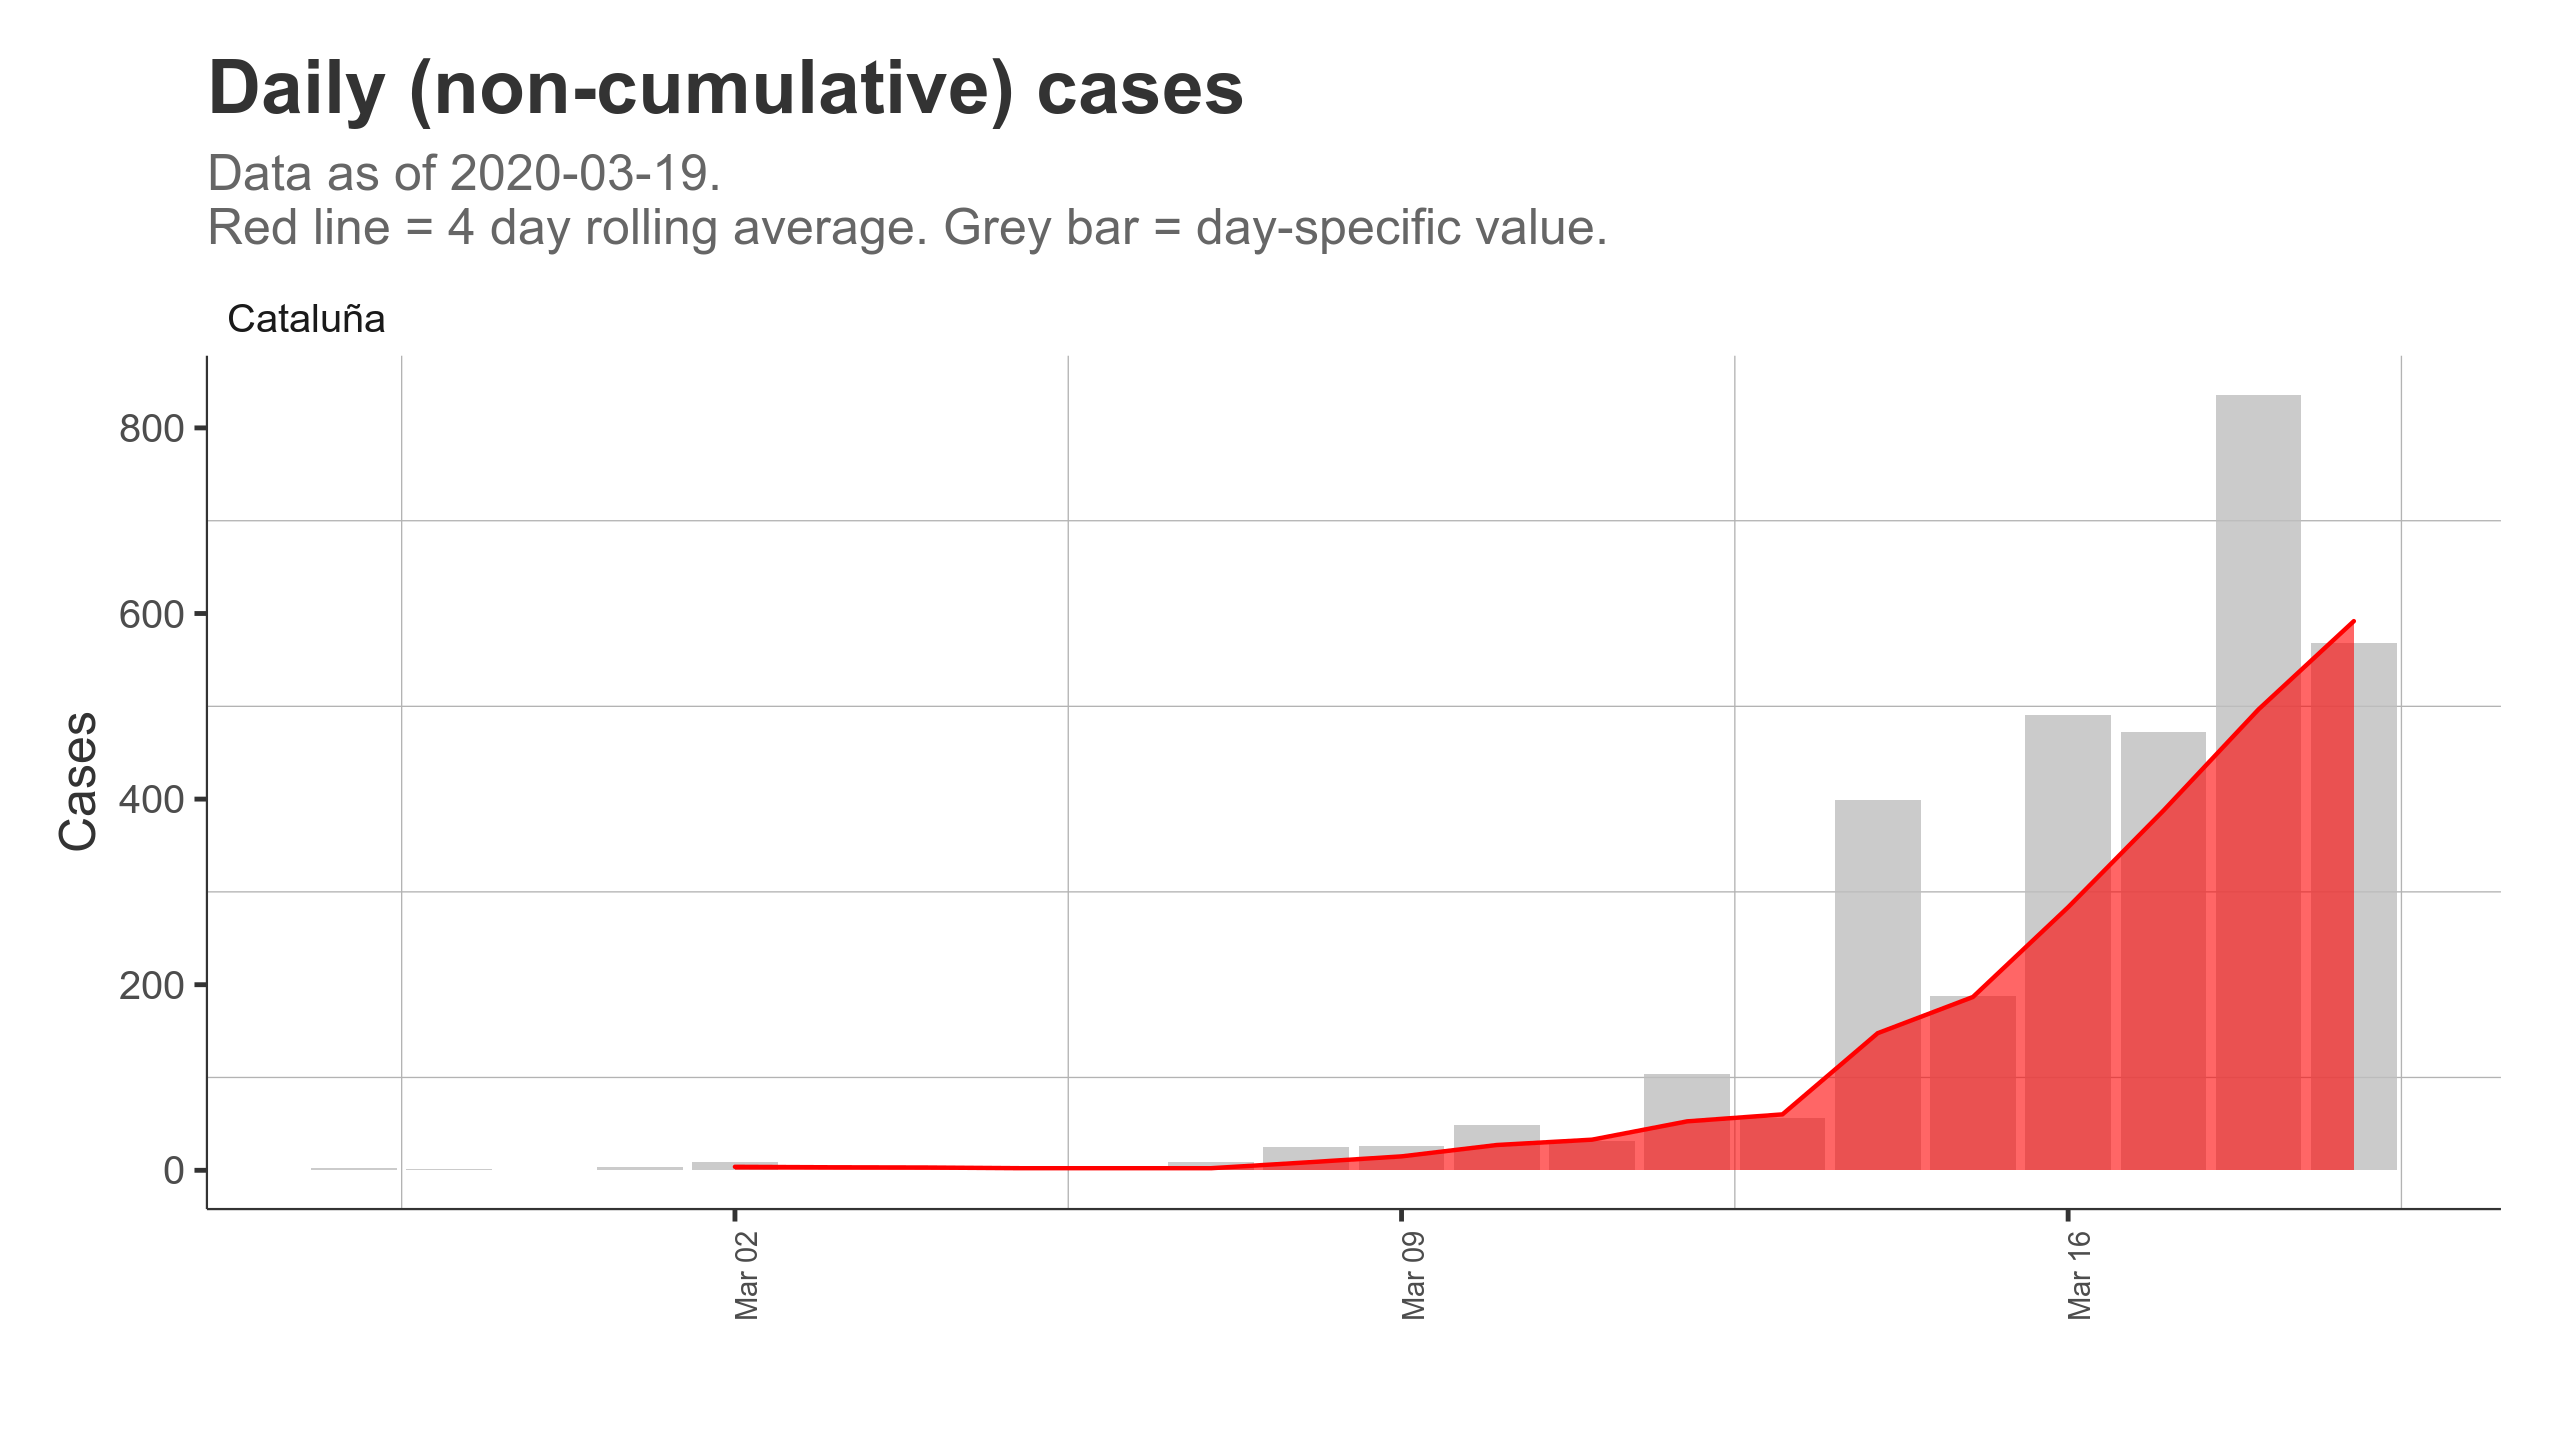 Daily (non-cumulative) cases
Data as of 2020-03-19.
Red line = 4 day rolling average. Grey bar = day-specific value.
Cataluña
Cases
800
600
400
200
0
Mar 02
Mar 09
Mar 16